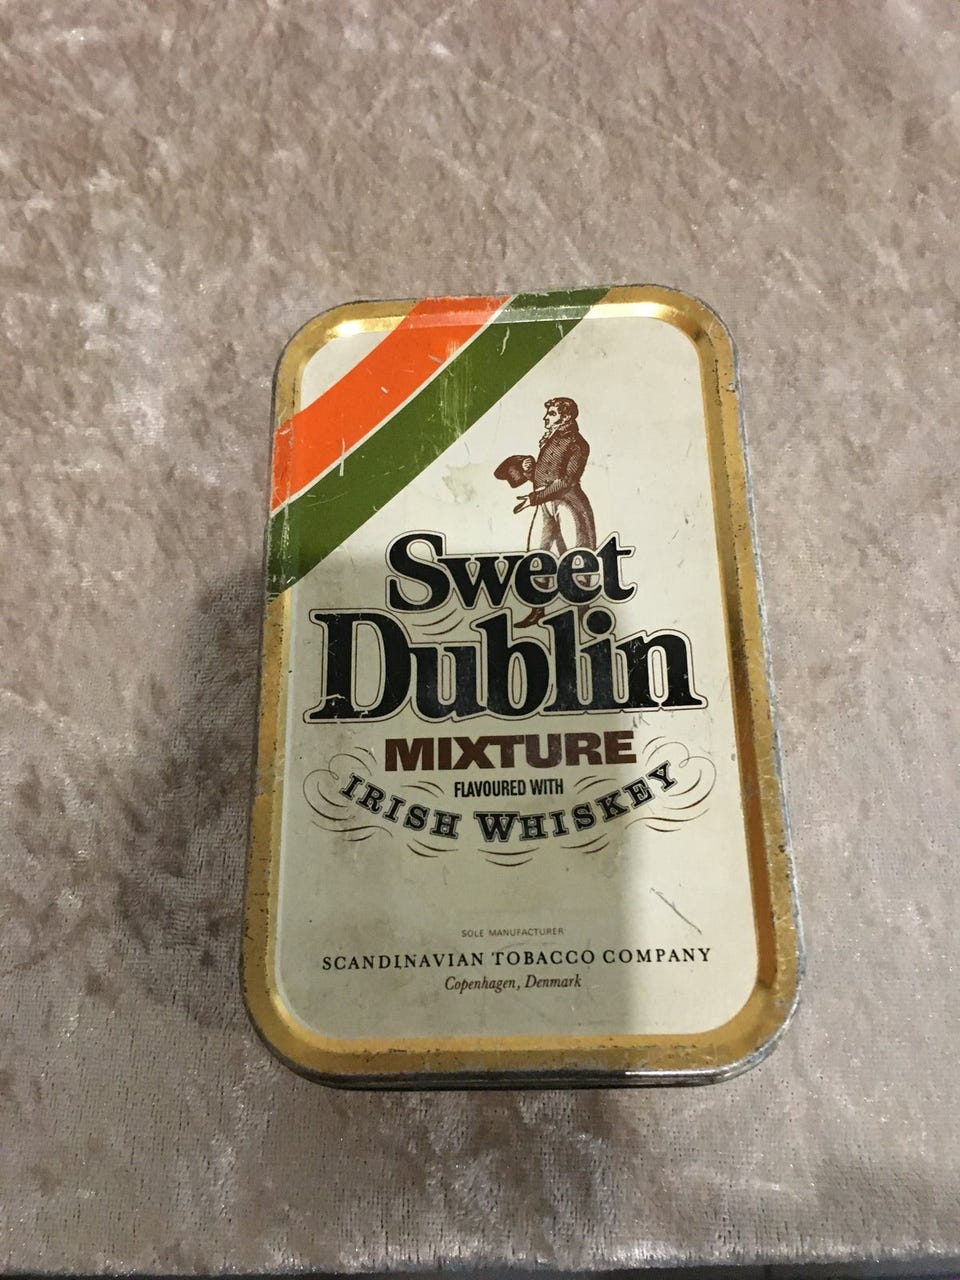 Sweet
Dublin
MIXTURE
FLAVOURED WITH
IRISH WHISKEY
SOLE MANUFACTURER
SCANDINAVIAN TOBACCO COMPANY
Copenhagen, Denmark